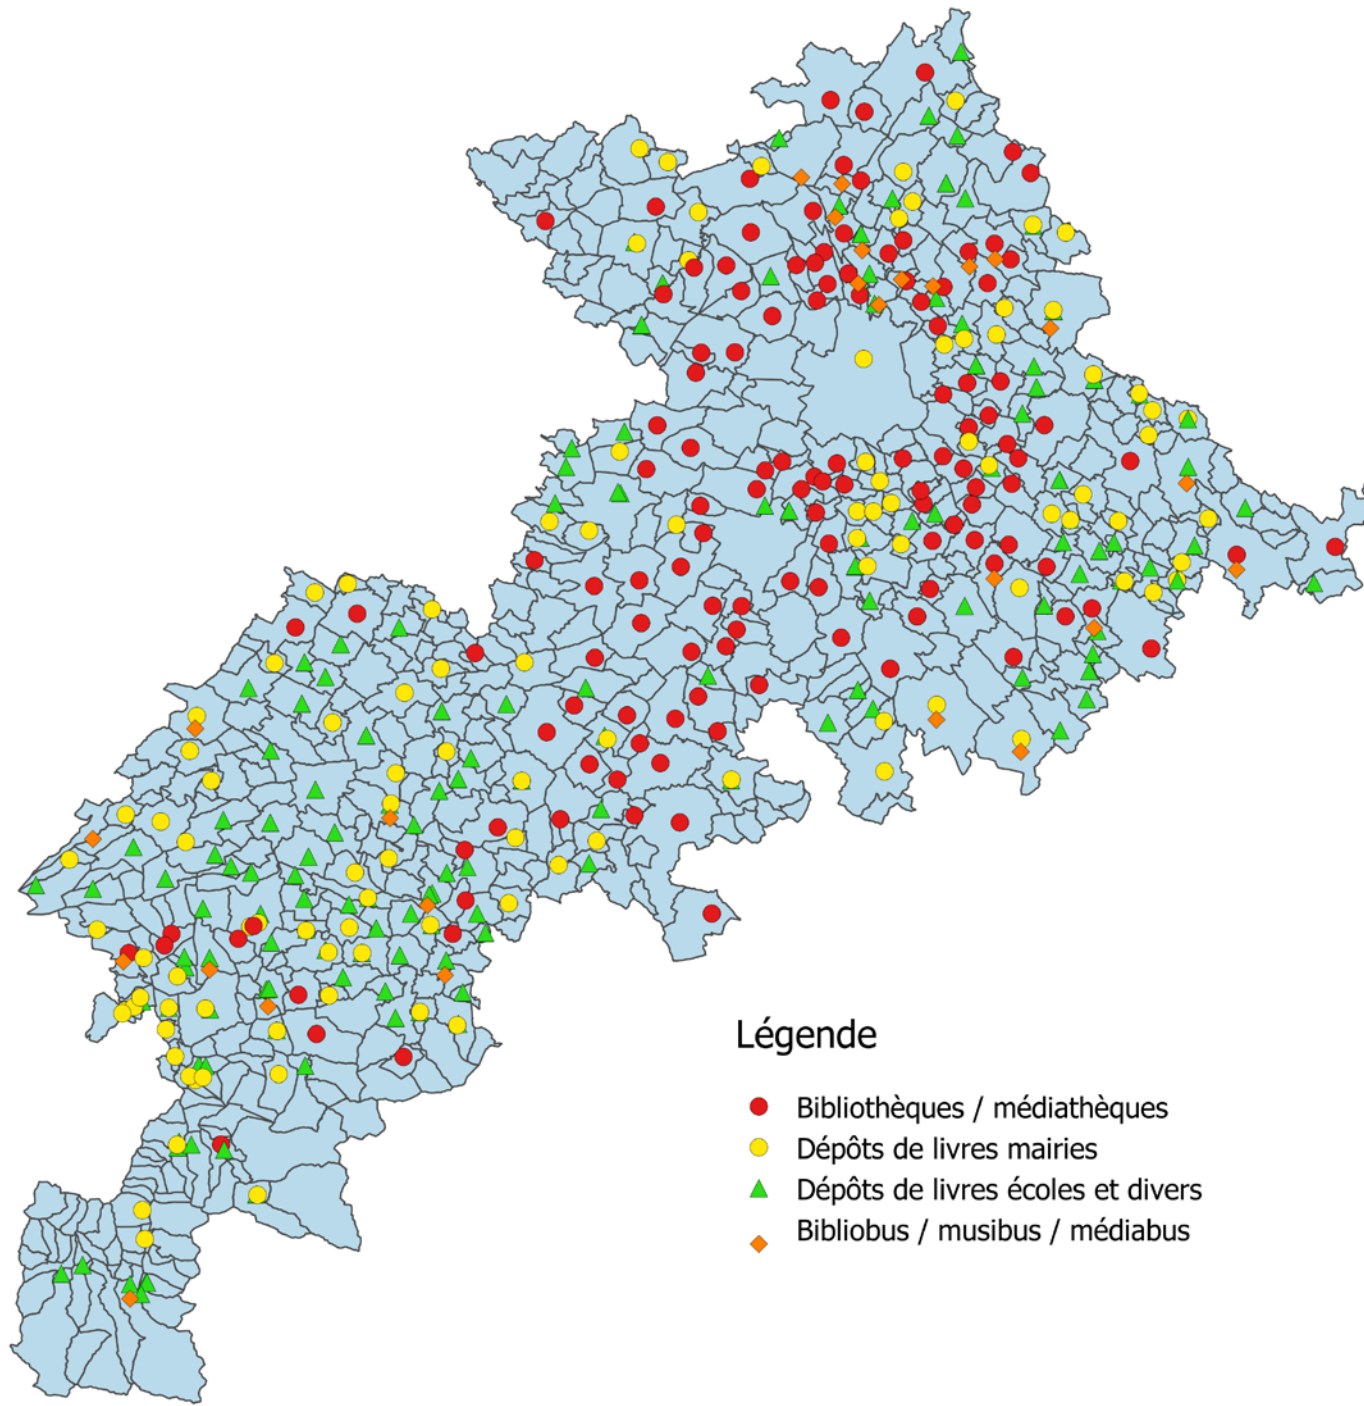 Légende
Bibliothèques / médiathèques
Dépôts de livres mairies
Dépôts de livres écoles et divers
Bibliobus / musibus / médiabus